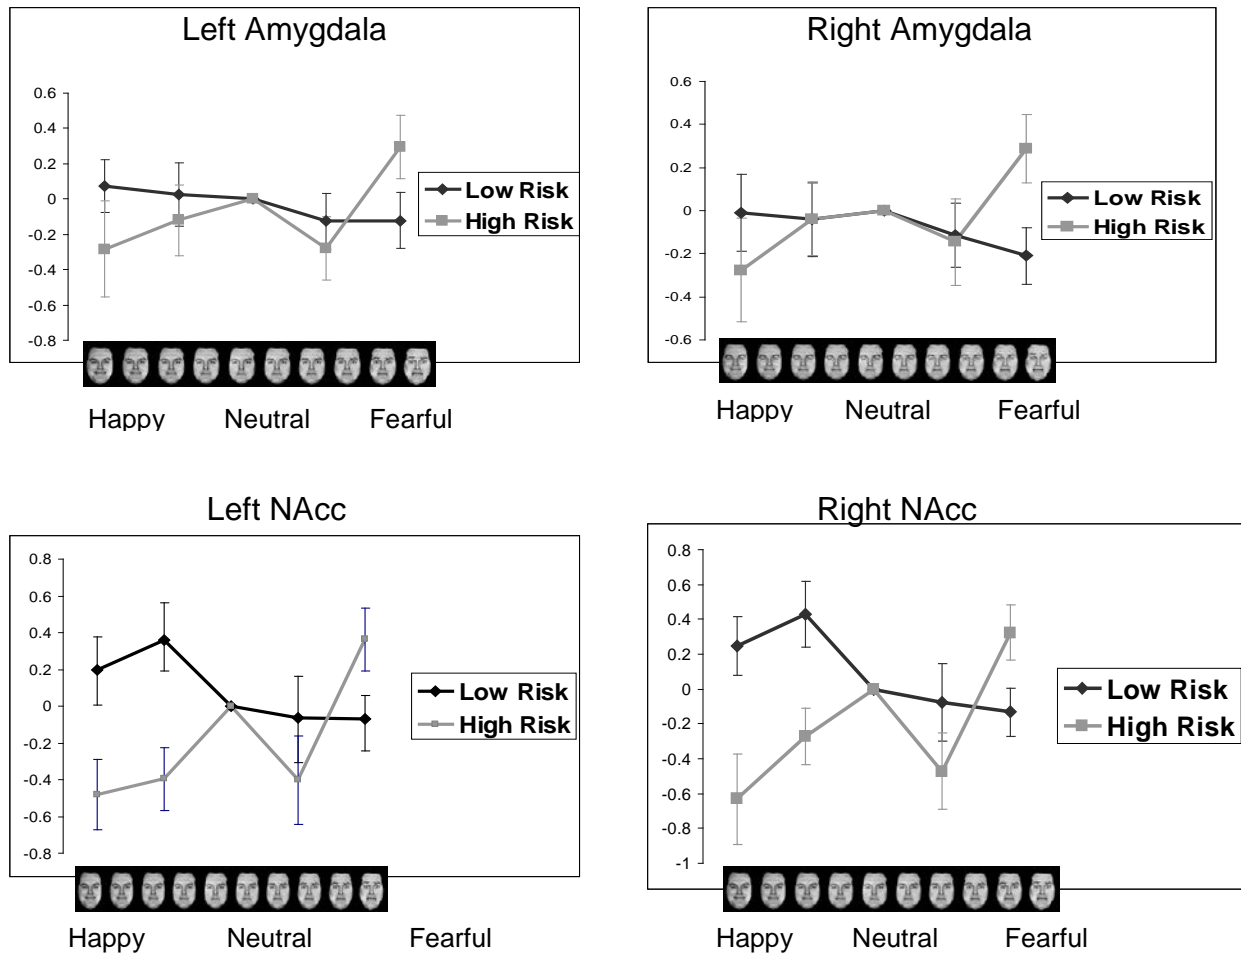 Left Amygdala
0.6
0.4
0.2
0
-0.2
-0.4
-0.6
-0.8
Low Risk
High Risk
Happy Neutral Fearful
Right Amygdala
0.6
0.4
0.2
0
-0.2
-0.4
-0.6
Low Risk
High Risk
Happy Neutral Fearful
Left NAcc
0.8
0.6
0.4
0.2
0
-0.2
-0.4
-0.6
-0.8
Low Risk
High Risk
Happy Neutral Fearful
Right NAcc
0.8
0.6
0.4
0.2
0
-0.2
-0.4
-0.6
-0.8
-1
Low Risk
High Risk
Happy Neutral Fearful